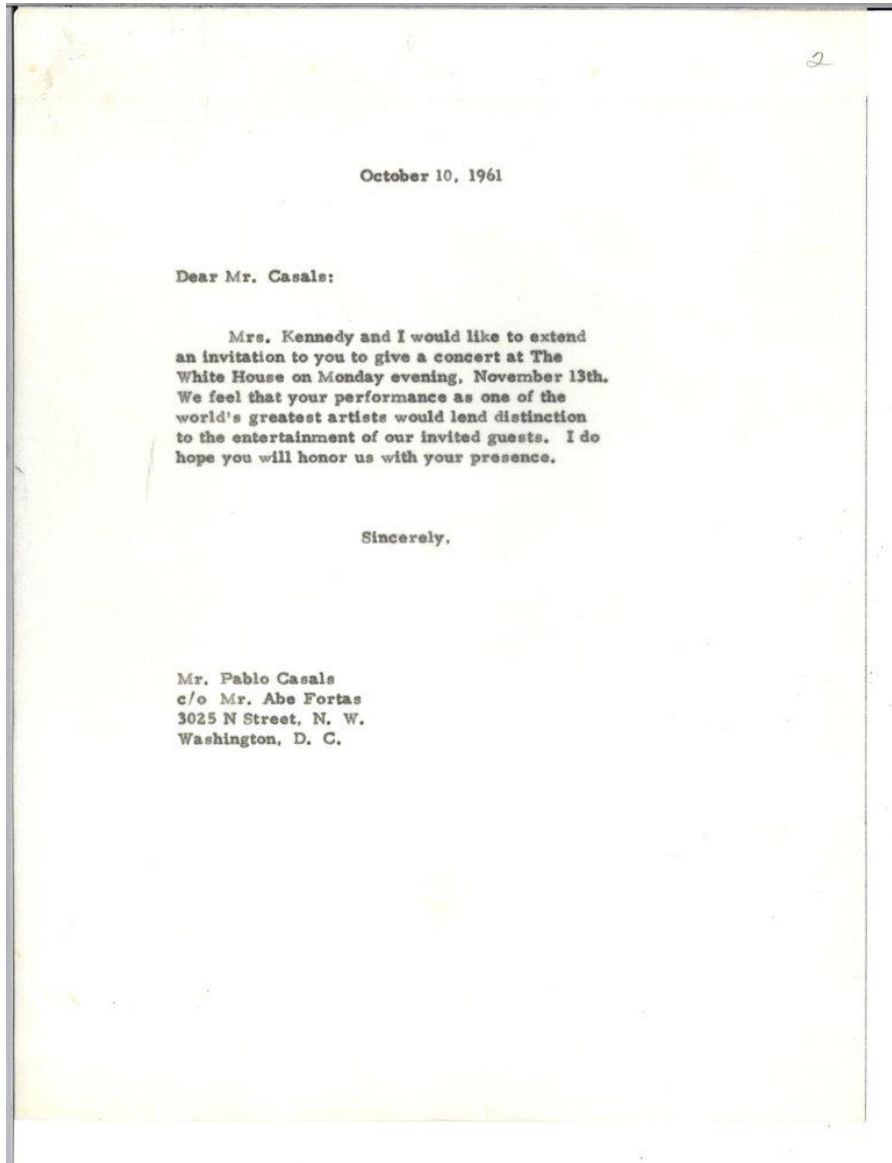 2
October 10, 1961
Dear Mr. Casals:
Mrs. Kennedy and I would like to extend
an invitation to you to give a concert at The
White House on Monday evening, November 13th.
We feel that your performance as one of the
world's greatest artists would lend distinction
to the entertainment of our invited guests. I do
hope you will honor us with your presence.
Sincerely,
Mr. Pablo Casals
c/o Mr. Abe Fortas
3025 N Street, N. W.
Washington, D. C.